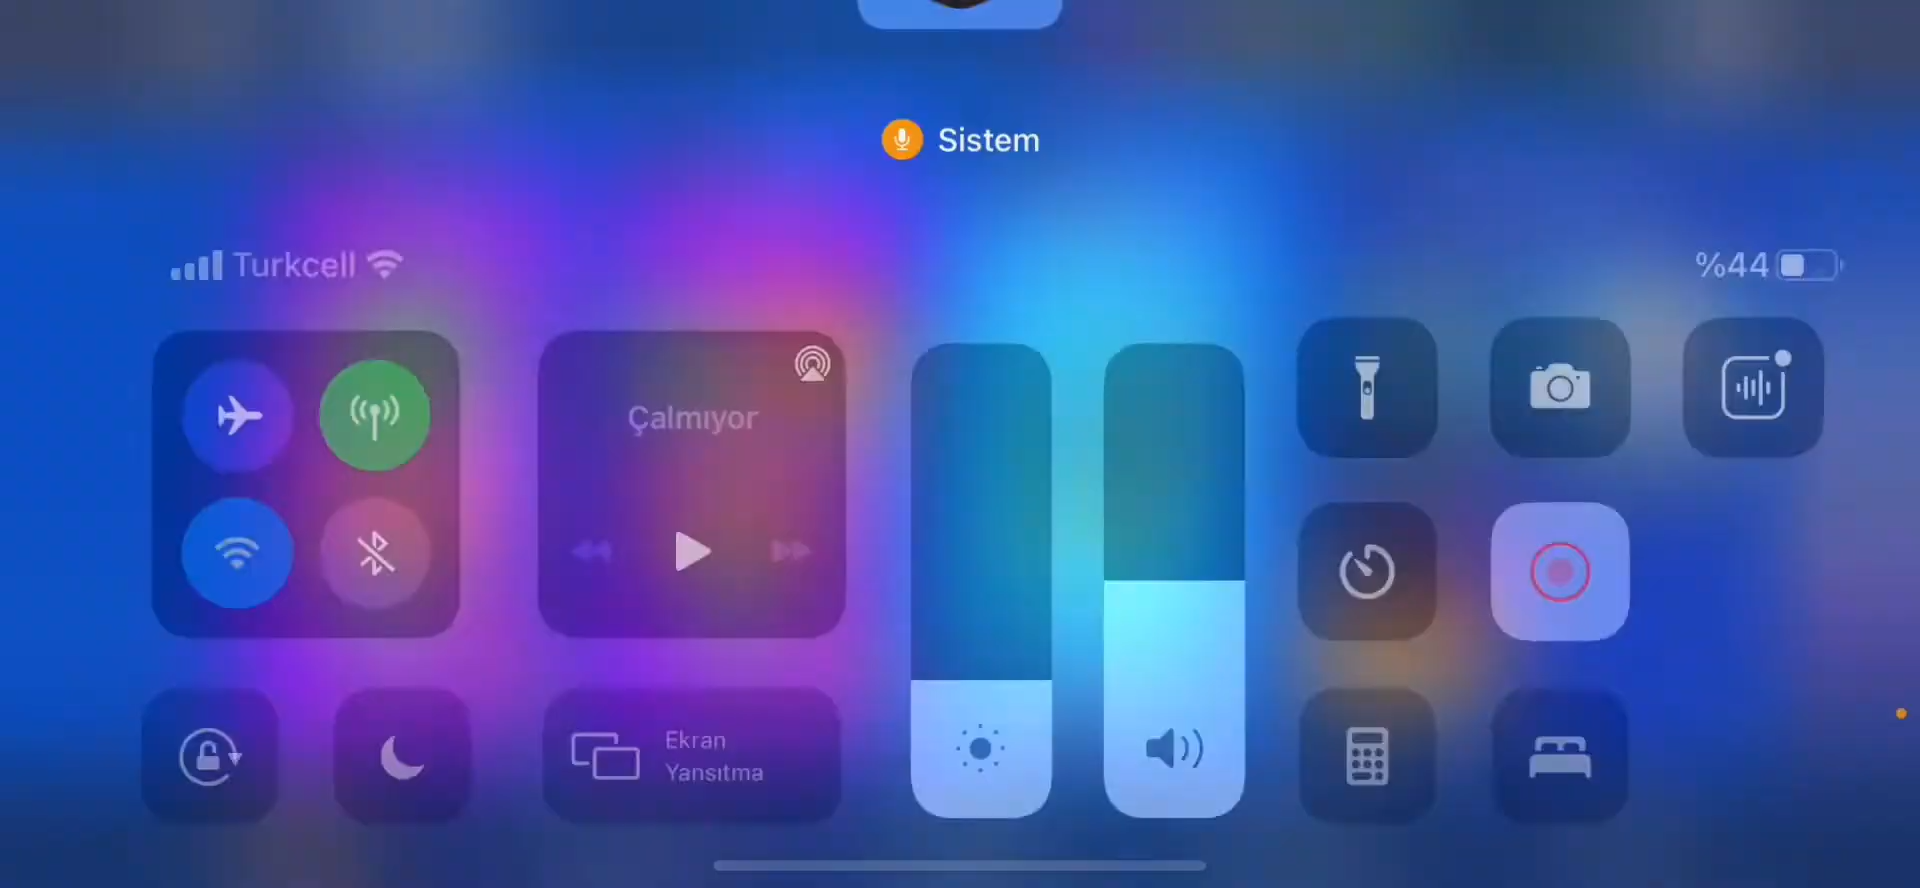 Sistem
Turkcell
%44
Çalmıyor
Ekran
Yansıtma